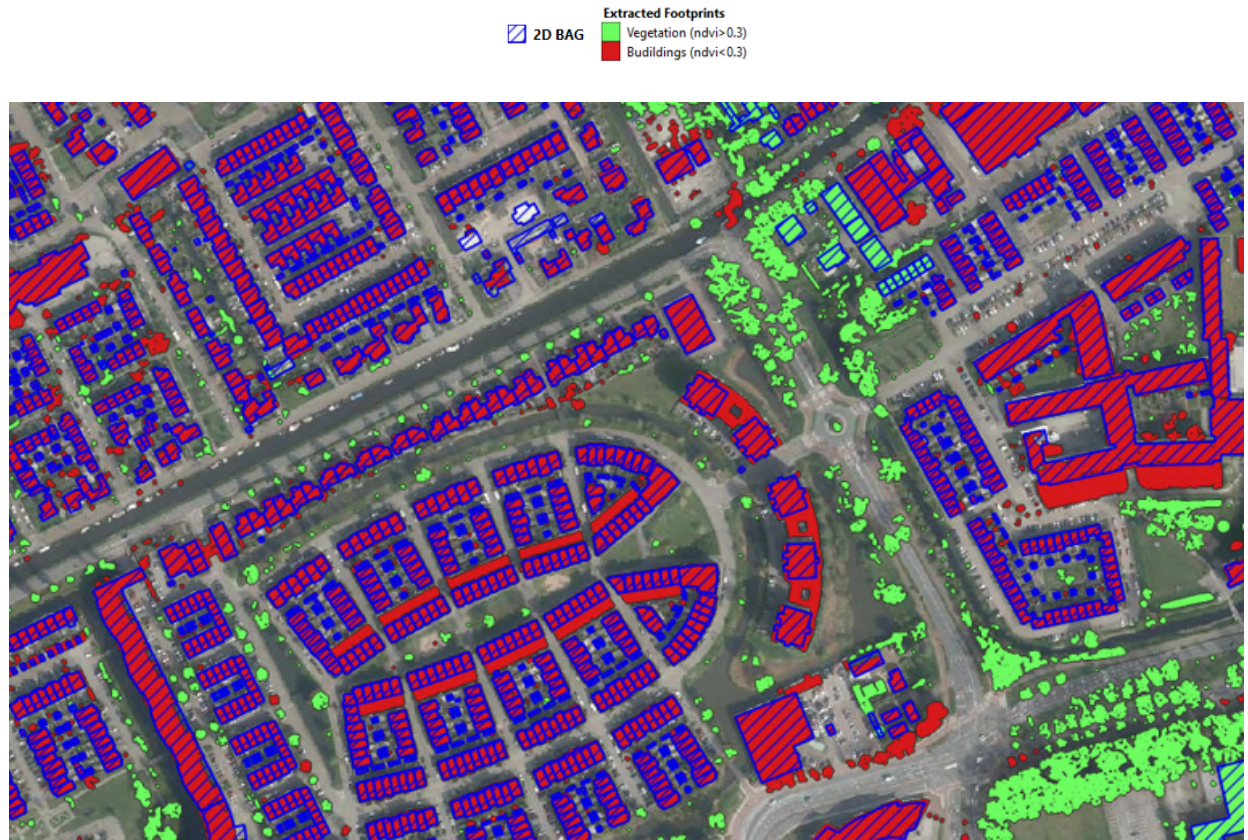 Extracted Footprints
2D BAG
Vegetation (ndvi>0.3)
Budildings (ndvi<0.3)